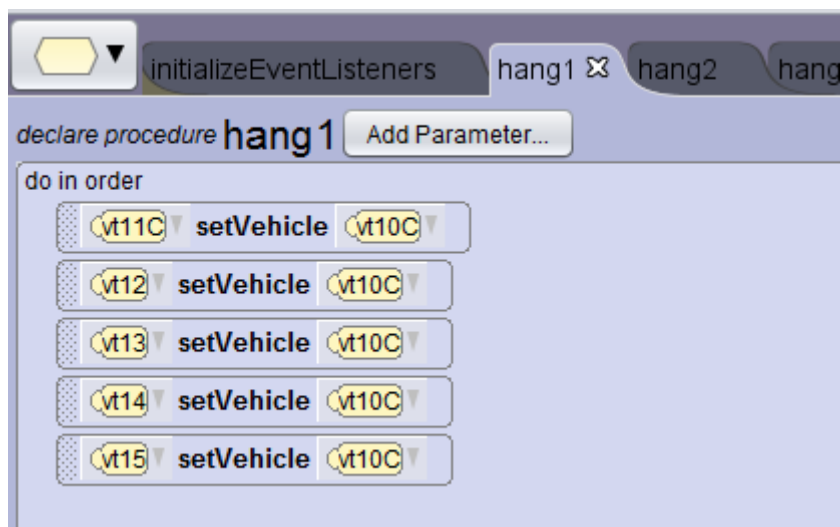 initializeEventListeners hang1 hang2 hang
declare procedure hang1 Add Parameter...
do in order
vt11C setVehicle vt10C
vt12 setVehicle vt10C
vt13 setVehicle vt10C
vt14 setVehicle vt10C
vt15 setVehicle vt10C